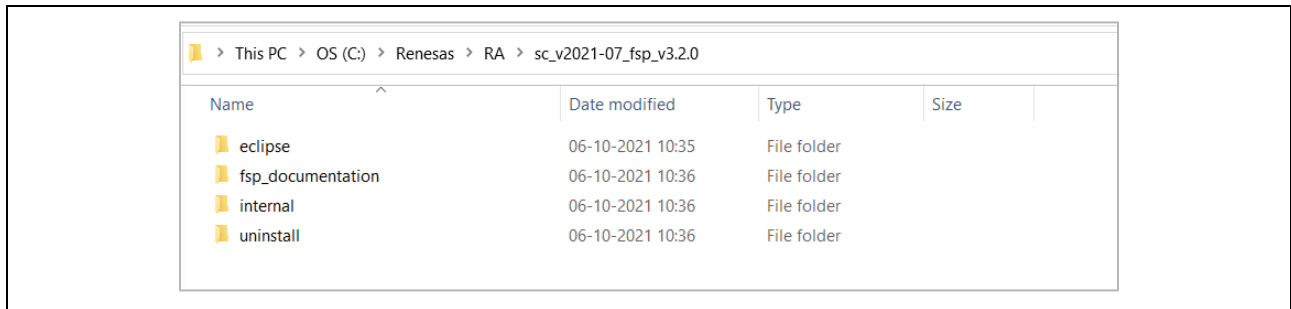 This PC > OS (C:) > Renesas > RA > sc_v2021-07_fsp_v3.2.0
Name Date modified Type Size
eclipse 06-10-2021 10:35 File folder
fsp_documentation 06-10-2021 10:36 File folder
internal 06-10-2021 10:36 File folder
uninstall 06-10-2021 10:36 File folder